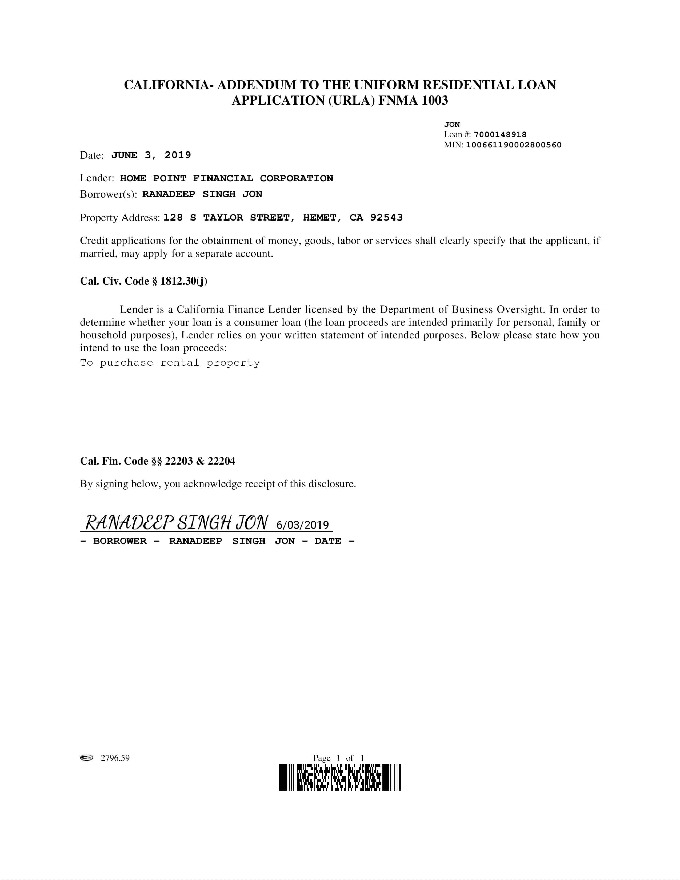 CALIFORNIA- ADDENDUM TO THE UNIFORM RESIDENTIAL LOAN
APPLICATION (URLA) FNMA 1003
JON
Loan #: 7000148918
MIN: 100661190002800560
Date: JUNE 3, 2019
Lender: HOME POINT FINANCIAL CORPORATION
Borrower(s): RANADEEP SINGH JON
Property Address: 128 S TAYLOR STREET, HEMET, CA 92543
Credit applications for the obtainment of money, goods, labor or services shall clearly specify that the applicant, if
married, may apply for a separate account.
Cal. Civ. Code § 1812.30(j)
Lender is a California Finance Lender licensed by the Department of Business Oversight. In order to
determine whether your loan is a consumer loan (the loan proceeds are intended primarily for personal, family or
household purposes), Lender relies on your written statement of intended purposes. Below please state how you
intend to use the loan proceeds:
To purchase rental property
Cal. Fin. Code §§ 22203 & 22204
By signing below, you acknowledge receipt of this disclosure.
RANADEEP SINGH JON 6/03/2019
- BORROWER - RANADEEP SINGH JON - DATE -
2796.59
Page 1 of 1